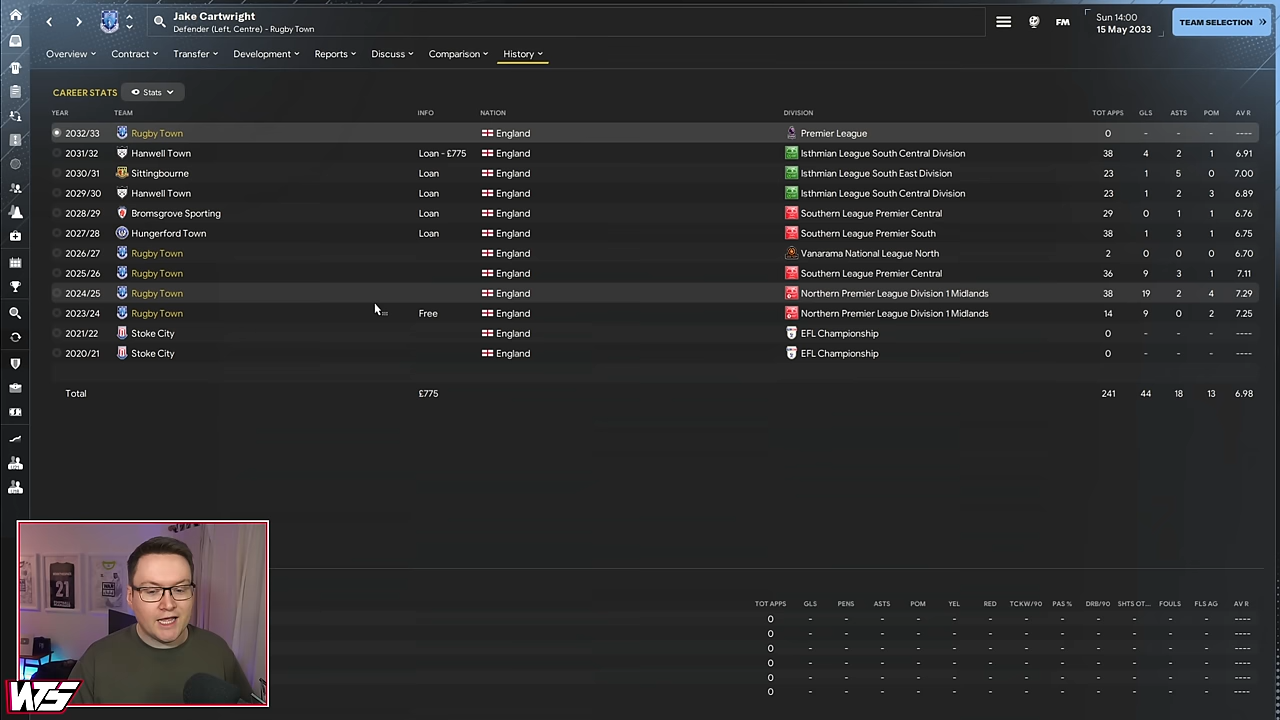 Jake Cartwright
Defender (Left, Centre) - Rugby Town
FM
Sun 14:00
15 May 2033
TEAM SELECTION
Overview Contract Transfer Development Reports Discuss Comparison History
CAREER STATS Stats
YEAR TEAM INFO NATION DIVISION TOT APPS GLS ASTS POM AV R
2032/33 Rugby Town England Premier League 0 - - - ----
2031/32 Hanwell Town Loan - £775 England Isthmian League South Central Division 38 4 2 1 6.91
2030/31 Sittingbourne Loan England Isthmian League South East Division 23 1 5 0 7.00
2029/30 Hanwell Town Loan England Isthmian League South Central Division 23 1 2 3 6.89
2028/29 Bromsgrove Sporting Loan England Southern League Premier Central 29 0 1 1 6.76
2027/28 Hungerford Town Loan England Southern League Premier South 38 1 3 1 6.75
2026/27 Rugby Town England Vanarama National League North 2 0 0 0 6.70
2025/26 Rugby Town England Southern League Premier Central 36 9 3 1 7.11
2024/25 Rugby Town England Northern Premier League Division 1 Midlands 38 19 2 4 7.29
2023/24 Rugby Town Free England Northern Premier League Division 1 Midlands 14 9 0 2 7.25
2021/22 Stoke City England EFL Championship 0 - - - ----
2020/21 Stoke City England EFL Championship 0 - - - ----
Total £775 241 44 18 13 6.98
TOT APPS GLS PENS ASTS POM YEL RED TCKW/90 PAS % DRB/90 SHTS OT... FOULS FLS AG AV R
0 - - - - - - - - - - - - ----
0 - - - - - - - - - - - - ----
0 - - - - - - - - - - - - ----
0 - - - - - - - - - - - - ----
0 - - - - - - - - - - - - ----
0 - - - - - - - - - - - - ----
21
WTS